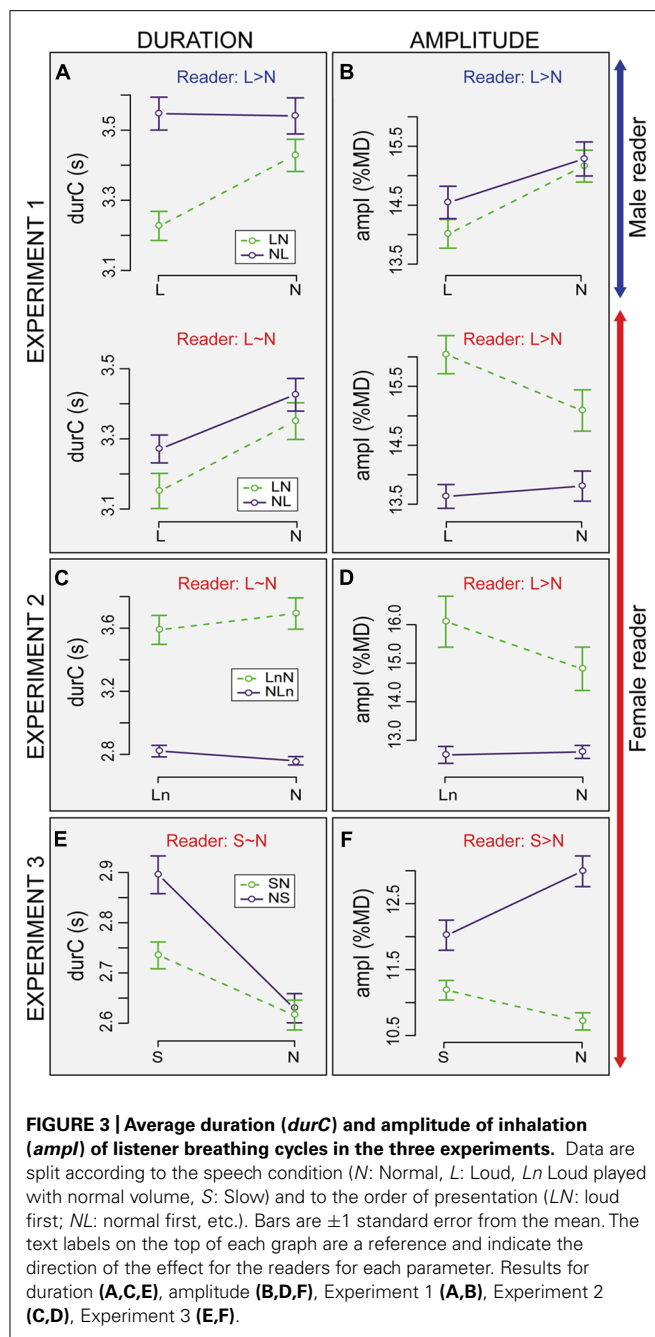 DURATION
AMPLITUDE
EXPERIMENT 1
Male reader
A
Reader: L>N
durC (s)
3.5
3.3
3.1
L
N
LN
NL
B
Reader: L>N
ampl (%MD)
15.5
14.5
13.5
L
N
Reader: L~N
durC (s)
3.5
3.3
3.1
L
N
LN
NL
Reader: L>N
ampl (%MD)
15.5
14.5
13.5
L
N
Female reader
EXPERIMENT 2
C
Reader: L~N
durC (s)
3.6
3.2
2.8
Ln
N
LnN
NLn
D
Reader: L>N
ampl (%MD)
16.0
15.0
14.0
13.0
Ln
N
EXPERIMENT 3
E
Reader: S~N
durC (s)
2.9
2.8
2.7
2.6
S
N
SN
NS
F
Reader: S>N
ampl (%MD)
12.5
11.5
10.5
S
N
FIGURE 3 | Average duration (durC) and amplitude of inhalation
(ampl) of listener breathing cycles in the three experiments. Data are
split according to the speech condition (N: Normal, L: Loud, Ln Loud played
with normal volume, S: Slow) and to the order of presentation (LN: loud
first; NL: normal first, etc.). Bars are ±1 standard error from the mean. The
text labels on the top of each graph are a reference and indicate the
direction of the effect for the readers for each parameter. Results for
duration (A,C,E), amplitude (B,D,F), Experiment 1 (A,B), Experiment 2
(C,D), Experiment 3 (E,F).